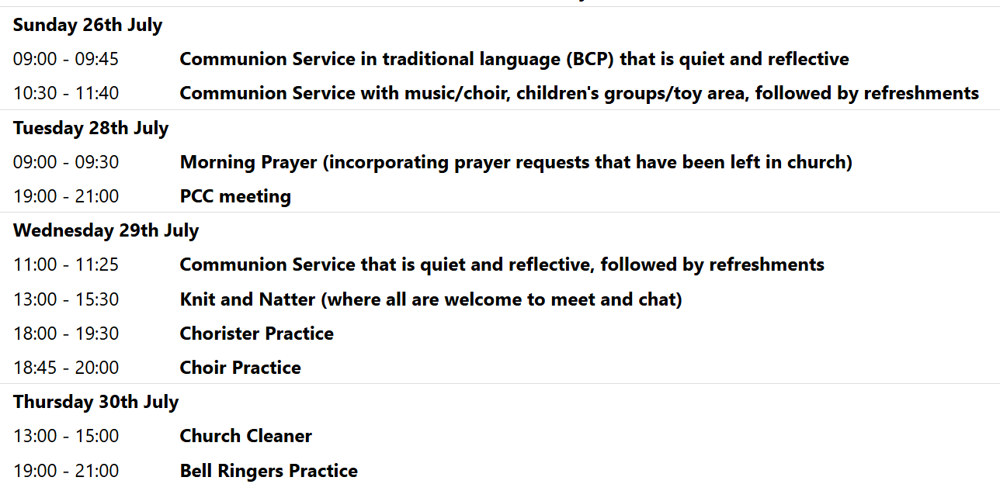 Sunday 26th July
09:00 - 09:45 Communion Service in traditional language (BCP) that is quiet and reflective
10:30 - 11:40 Communion Service with music/choir, children's groups/toy area, followed by refreshments
Tuesday 28th July
09:00 - 09:30 Morning Prayer (incorporating prayer requests that have been left in church)
19:00 - 21:00 PCC meeting
Wednesday 29th July
11:00 - 11:25 Communion Service that is quiet and reflective, followed by refreshments
13:00 - 15:30 Knit and Natter (where all are welcome to meet and chat)
18:00 - 19:30 Chorister Practice
18:45 - 20:00 Choir Practice
Thursday 30th July
13:00 - 15:00 Church Cleaner
19:00 - 21:00 Bell Ringers Practice